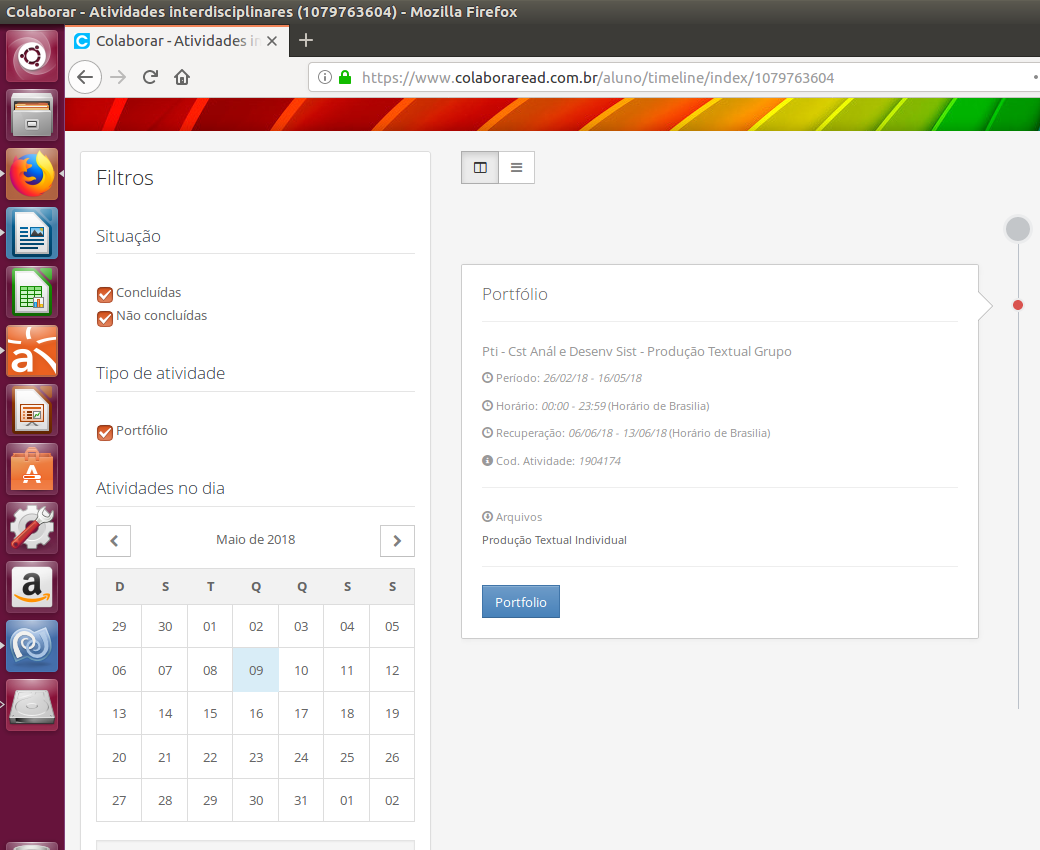 Colaborar - Atividades interdisciplinares (1079763604) - Mozilla Firefox
Colaborar - Atividades in
https://www.colaboraread.com.br/aluno/timeline/index/1079763604
Filtros
Situação
Concluídas
Não concluídas
Tipo de atividade
Portfólio
Atividades no dia
Maio de 2018
D S T Q Q S S
29 30 01 02 03 04 05
06 07 08 09 10 11 12
13 14 15 16 17 18 19
20 21 22 23 24 25 26
27 28 29 30 31 01 02
Portfólio
Pti - Cst Anál e Desenv Sist - Produção Textual Grupo
Período: 26/02/18 - 16/05/18
Horário: 00:00 - 23:59 (Horário de Brasilia)
Recuperação: 06/06/18 - 13/06/18 (Horário de Brasilia)
Cod. Atividade: 1904174
Arquivos
Produção Textual Individual
Portfolio